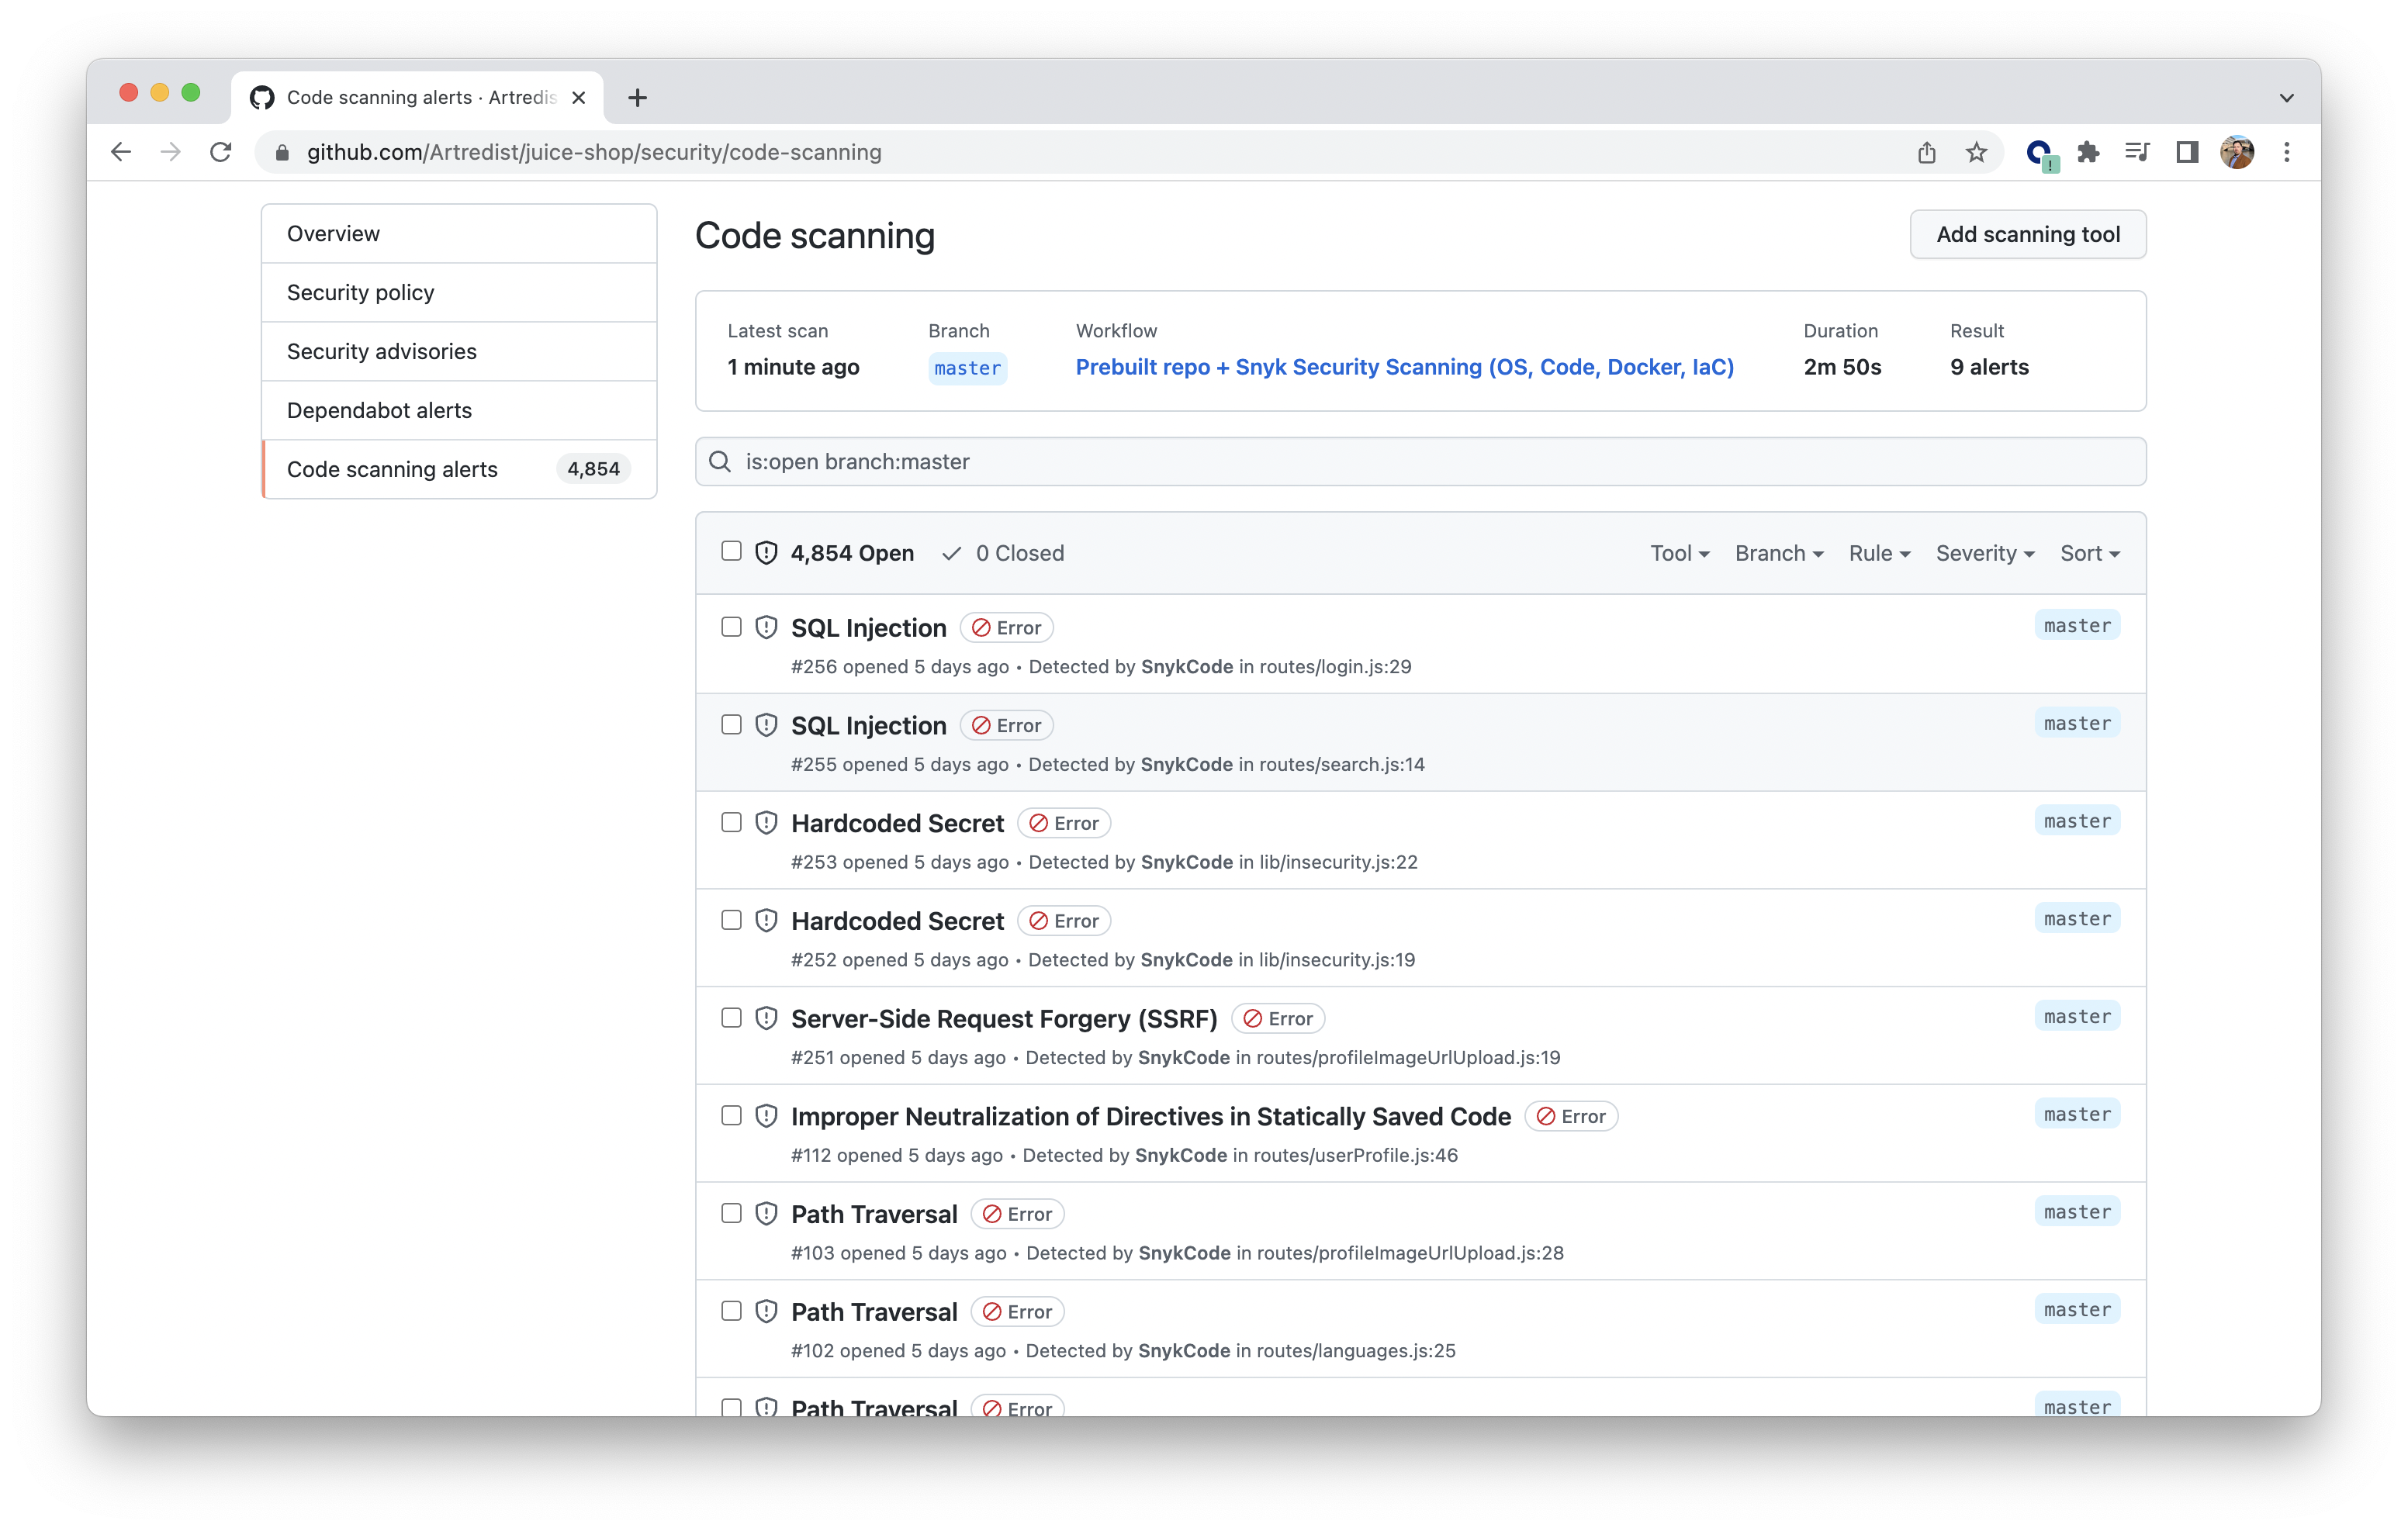 Code scanning alerts · Artredis
github.com/Artredist/juice-shop/security/code-scanning
Overview
Security policy
Security advisories
Dependabot alerts
Code scanning alerts 4,854
Code scanning
Add scanning tool
Latest scan Branch Workflow Duration Result
1 minute ago master Prebuilt repo + Snyk Security Scanning (OS, Code, Docker, IaC) 2m 50s 9 alerts
is:open branch:master
4,854 Open 0 Closed Tool Branch Rule Severity Sort
SQL Injection Error master
#256 opened 5 days ago • Detected by SnykCode in routes/login.js:29
SQL Injection Error master
#255 opened 5 days ago • Detected by SnykCode in routes/search.js:14
Hardcoded Secret Error master
#253 opened 5 days ago • Detected by SnykCode in lib/insecurity.js:22
Hardcoded Secret Error master
#252 opened 5 days ago • Detected by SnykCode in lib/insecurity.js:19
Server-Side Request Forgery (SSRF) Error master
#251 opened 5 days ago • Detected by SnykCode in routes/profileImageUrlUpload.js:19
Improper Neutralization of Directives in Statically Saved Code Error master
#112 opened 5 days ago • Detected by SnykCode in routes/userProfile.js:46
Path Traversal Error master
#103 opened 5 days ago • Detected by SnykCode in routes/profileImageUrlUpload.js:28
Path Traversal Error master
#102 opened 5 days ago • Detected by SnykCode in routes/languages.js:25
Path Traversal Error master